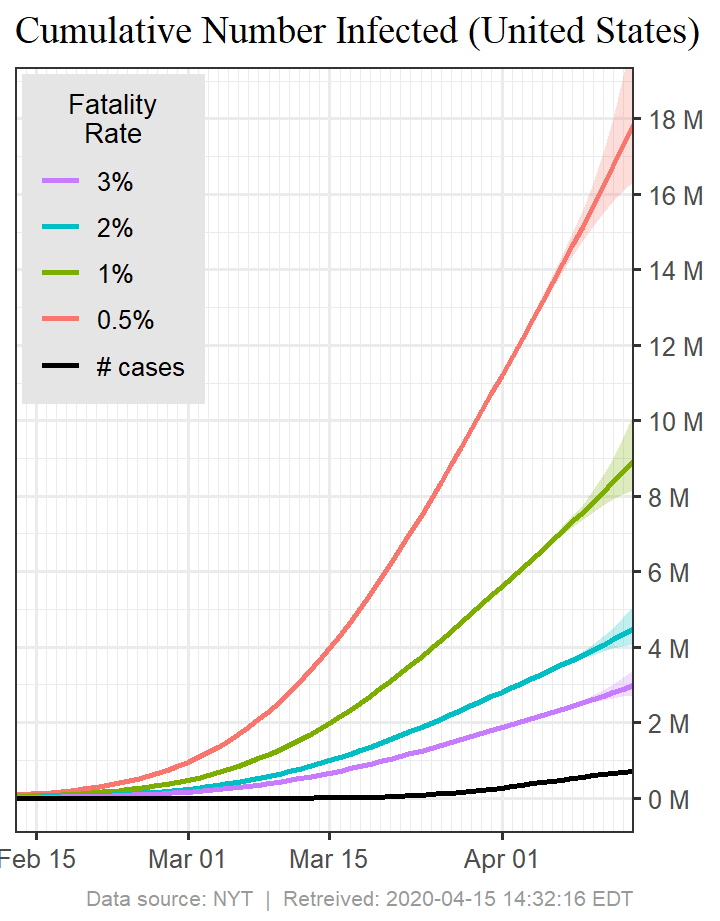 Cumulative Number Infected (United States)
Fatality
Rate
3%
2%
1%
0.5%
# cases
18 M
16 M
14 M
12 M
10 M
8 M
6 M
4 M
2 M
0 M
Feb 15
Mar 01
Mar 15
Apr 01
Data source: NYT | Retreived: 2020-04-15 14:32:16 EDT